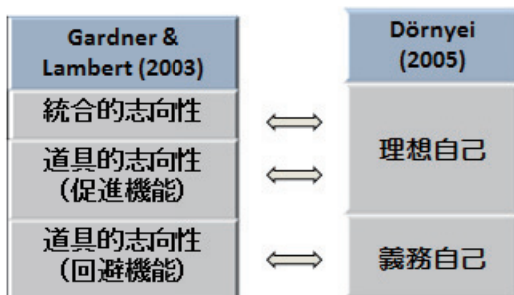 Gardner &
Lambert (2003)
統合的志向性
道具的志向性
（促進機能）
道具的志向性
（回避機能）
Dörnyei
(2005)
理想自己
義務自己